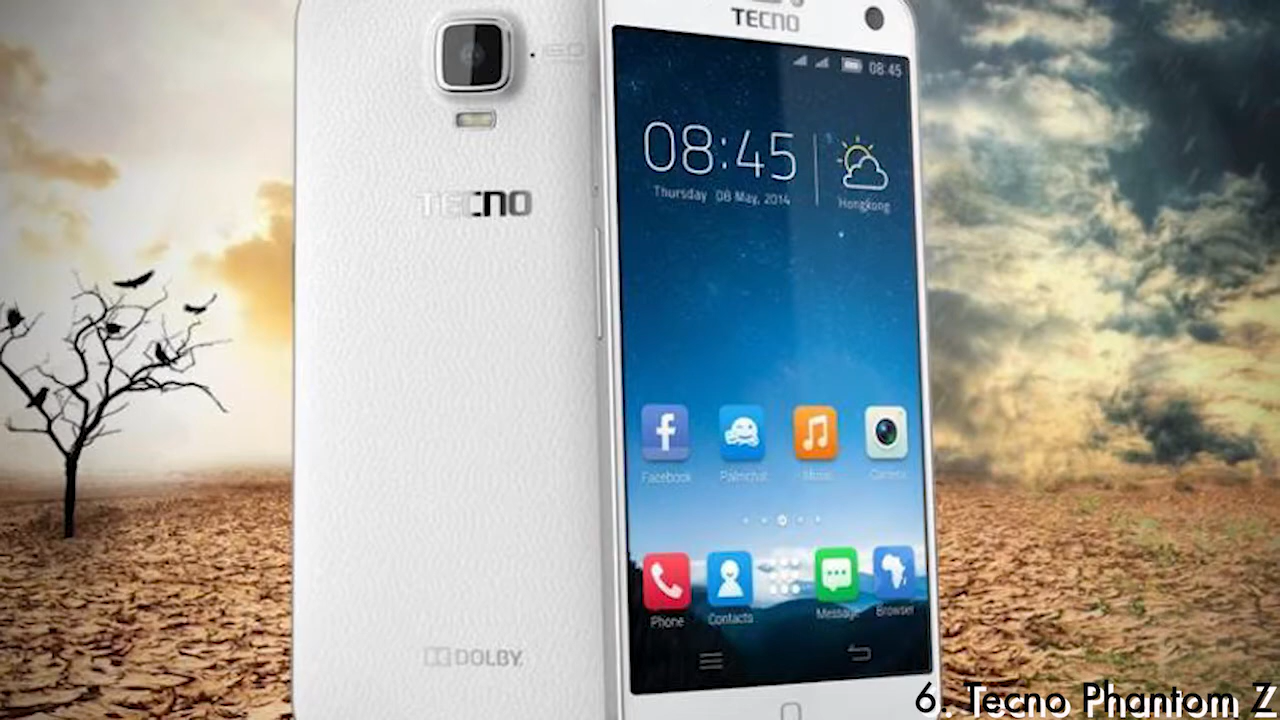 TECNO
08:45
08:45
Thursday 08 May, 2014
Hongkong
TECNO
Facebook Palmchat Music Camera
Phone Contacts Message Browser
DOLBY
6. Tecno Phantom Z